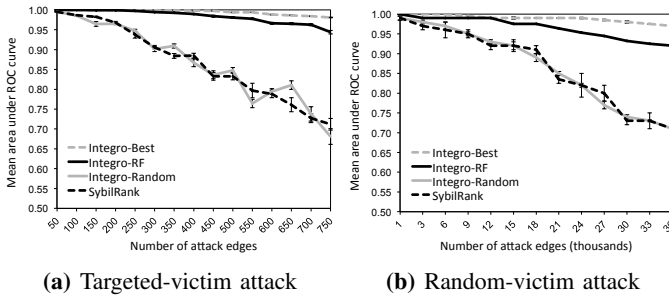 Mean area under ROC curve
1.00
0.95
0.90
0.85
0.80
0.75
0.70
0.65
0.60
0.55
0.50
Integro-Best
Integro-RF
Integro-Random
SybilRank
50 100 150 200 250 300 350 400 450 500 550 600 650 700 750
Number of attack edges
(a) Targeted-victim attack
Mean area under ROC curve
1.00
0.95
0.90
0.85
0.80
0.75
0.70
0.65
0.60
0.55
0.50
Integro-Best
Integro-RF
Integro-Random
SybilRank
1 3 6 9 12 15 18 21 24 27 30 33
Number of attack edges (thousands)
(b) Random-victim attack